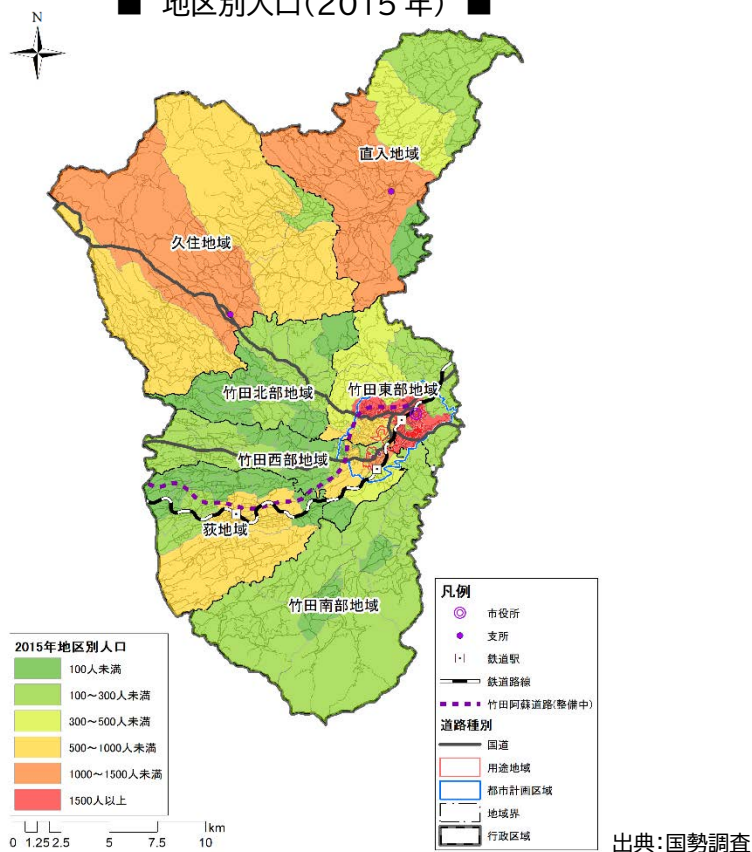 ■ 地区別人口(2015年) ■
N
直入地域
久住地域
竹田北部地域
竹田東部地域
竹田西部地域
荻地域
竹田南部地域
2015年地区別人口
100人未満
100～300人未満
300～500人未満
500～1000人未満
1000～1500人未満
1500人以上
0 1.25 2.5 5 7.5 10 km
凡例
市役所
支所
鉄道駅
鉄道路線
竹田阿蘇道路(整備中)
道路種別
国道
用途地域
都市計画区域
地域界
行政区域
出典:国勢調査